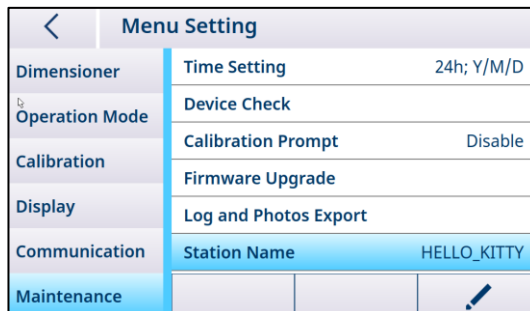 Menu Setting
Dimensioner
Operation Mode
Calibration
Display
Communication
Maintenance
Time Setting 24h; Y/M/D
Device Check
Calibration Prompt Disable
Firmware Upgrade
Log and Photos Export
Station Name HELLO_KITTY